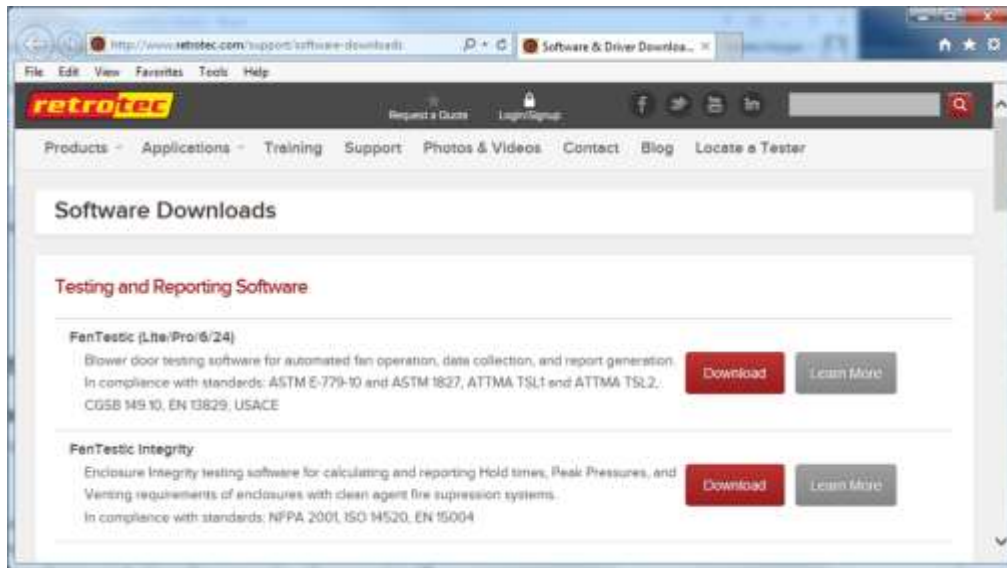 http://www.retrotec.com/support/software-downloads
Software & Driver Downloa...
File Edit View Favorites Tools Help
retrotec
Request a Quote Login/Signup
Products Applications Training Support Photos & Videos Contact Blog Locate a Tester
Software Downloads
Testing and Reporting Software
FanTestic (Lite/Pro/6/24)
Blower door testing software for automated fan operation, data collection, and report generation.
In compliance with standards: ASTM E-779-10 and ASTM 1827, ATTMA TSL1 and ATTMA TSL2,
CGSB 149.10, EN 13829, USACE
Download Learn More
FanTestic Integrity
Enclosure Integrity testing software for calculating and reporting Hold times, Peak Pressures, and
Venting requirements of enclosures with clean agent fire supression systems.
In compliance with standards: NFPA 2001, ISO 14520, EN 15004
Download Learn More